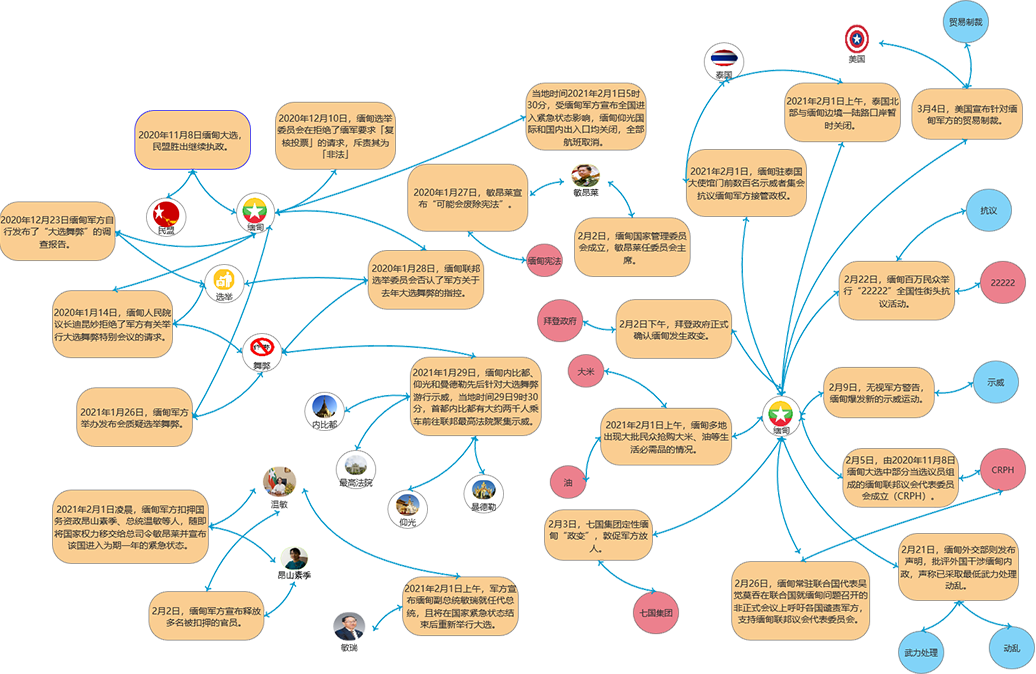 贸易制裁
美国
泰国
当地时间2021年2月1日5时
30分，受缅甸军方宣布全国进
入紧急状态影响，缅甸仰光国
际和国内出入口均关闭，全部
航班取消。
2021年2月1日上午，泰国北
部与缅甸边境一陆路口岸暂
时关闭。
3月4日，美国宣布针对缅
甸军方的贸易制裁。
2020年11月8日缅甸大选，
民盟胜出继续执政。
2020年12月10日，缅甸选举
委员会在拒绝了缅军要求「复
核投票」的请求，斥责其为
「非法」
2021年2月1日，缅甸驻泰国
大使馆门前数百名示威者集会
抗议缅甸军方接管政权。
2020年1月27日，敏昂莱宣
布“可能会废除宪法”。
敏昂莱
民盟
缅甸
2020年12月23日缅甸军方自
行发布了“大选舞弊”的调
查报告。
2月2日，缅甸国家管理委员
会成立，敏昂莱任委员会主
席。
抗议
缅甸宪法
2020年1月28日，缅甸联邦
选举委员会否认了军方关于
去年大选舞弊的指控。
选举
2月22日，缅甸百万民众举
行“22222”全国性街头抗
议活动。
22222
2020年1月14日，缅甸人民院
议长迪昆妙拒绝了军方有关举
行大选舞弊特别会议的请求。
拜登政府
2月2日下午，拜登政府正式
确认缅甸发生政变。
舞弊
大米
2021年1月29日，缅甸内比都、
仰光和曼德勒先后针对大选舞弊
游行示威，当地时间29日9时30
分，首都内比都有大约两千人乘
车前往联邦最高法院聚集示威。
2月9日，无视军方警告，
缅甸爆发新的示威运动。
示威
2021年1月26日，缅甸军方
举办发布会质疑选举舞弊。
内比都
缅甸
2021年2月1日上午，缅甸多地
出现大批民众抢购大米、油等生
活必需品的情况。
2月5日，由2020年11月8日
缅甸大选中部分当选议员组
成的缅甸联邦议会代表委员
会成立（CRPH）。
CRPH
最高法院
油
温敏
仰光
曼德勒
2021年2月1日凌晨，缅甸军方扣押国
务资政昂山素季、总统温敏等人，随即
将国家权力移交给总司令敏昂莱并宣布
该国进入为期一年的紧急状态。
2月3日，七国集团定性缅
甸“政变”，敦促军方放
人。
2月21日，缅甸外交部则发布
声明，批评外国干涉缅甸内
政，声称已采取最低武力处理
动乱。
昂山素季
2月2日，缅甸军方宣布释放
多名被扣押的官员。
2021年2月1日上午，军方宣
布缅甸副总统敏瑞就任代总
统，且将在国家紧急状态结
束后重新举行大选。
敏瑞
七国集团
2月26日，缅甸常驻联合国代表吴
觉莫吞在联合国就缅甸问题召开的
非正式会议上呼吁各国谴责军方，
支持缅甸联邦议会代表委员会。
武力处理
动乱